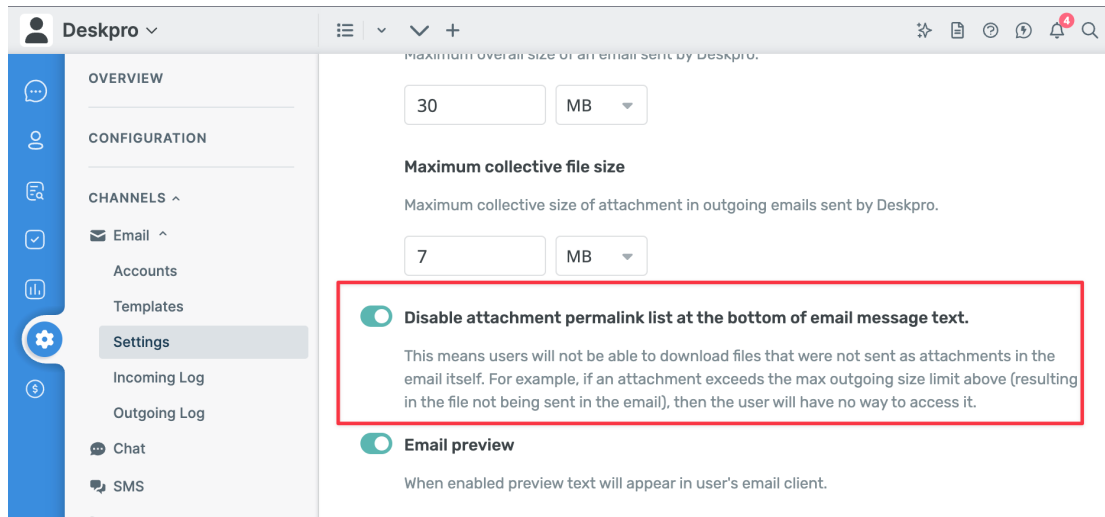 Deskpro
4
OVERVIEW
CONFIGURATION
CHANNELS
Email
Accounts
Templates
Settings
Incoming Log
Outgoing Log
Chat
SMS
Maximum overall size of an email sent by Deskpro.
30
MB
Maximum collective file size
Maximum collective size of attachment in outgoing emails sent by Deskpro.
7
MB
Disable attachment permalink list at the bottom of email message text.
This means users will not be able to download files that were not sent as attachments in the
email itself. For example, if an attachment exceeds the max outgoing size limit above (resulting
in the file not being sent in the email), then the user will have no way to access it.
Email preview
When enabled preview text will appear in user's email client.